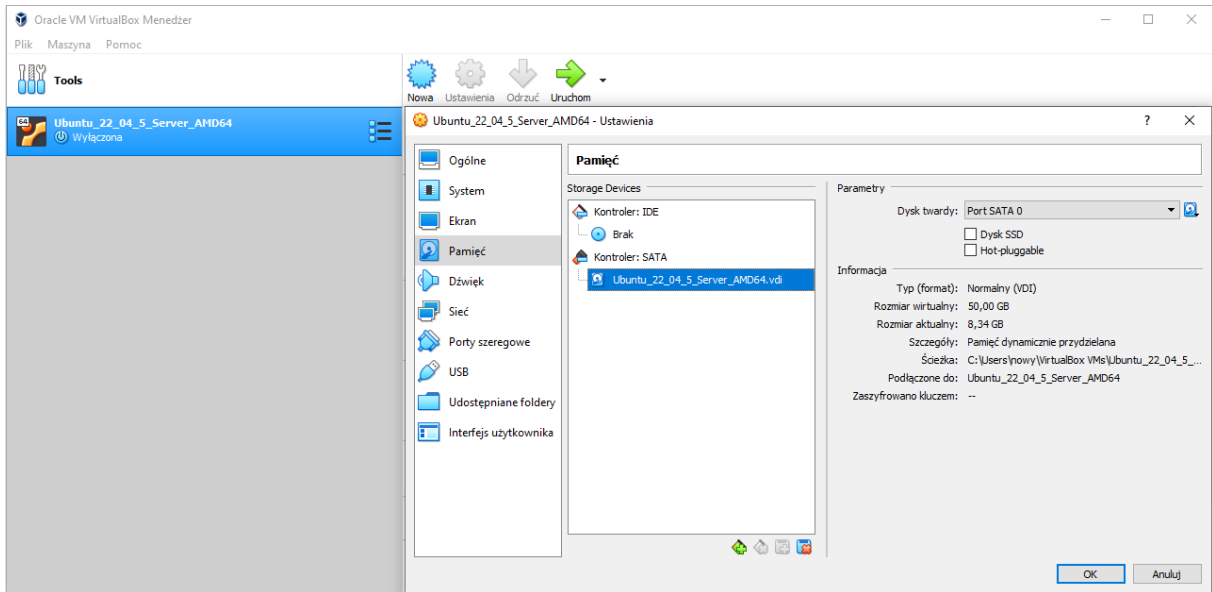 Oracle VM VirtualBox Menedżer
Plik Maszyna Pomoc
Tools
Nowa Ustawienia Odrzuć Uruchom
64
Ubuntu_22_04_5_Server_AMD64
Wyłączona
Ubuntu_22_04_5_Server_AMD64 - Ustawienia
?
Ogólne
System
Ekran
Pamięć
Dźwięk
Sieć
Porty szeregowe
USB
Udostępniane foldery
Interfejs użytkownika
Pamięć
Storage Devices
Kontroler: IDE
Brak
Kontroler: SATA
Ubuntu_22_04_5_Server_AMD64.vdi
Parametry
Dysk twardy: Port SATA 0
Dysk SSD
Hot-pluggable
Informacja
Typ (format): Normalny (VDI)
Rozmiar wirtualny: 50,00 GB
Rozmiar aktualny: 8,34 GB
Szczegóły: Pamięć dynamicznie przydzielana
Ścieżka: C:\Users\nowy\VirtualBox VMs\Ubuntu_22_04_5_...
Podłączone do: Ubuntu_22_04_5_Server_AMD64
Zaszyfrowano kluczem: --
OK Anuluj